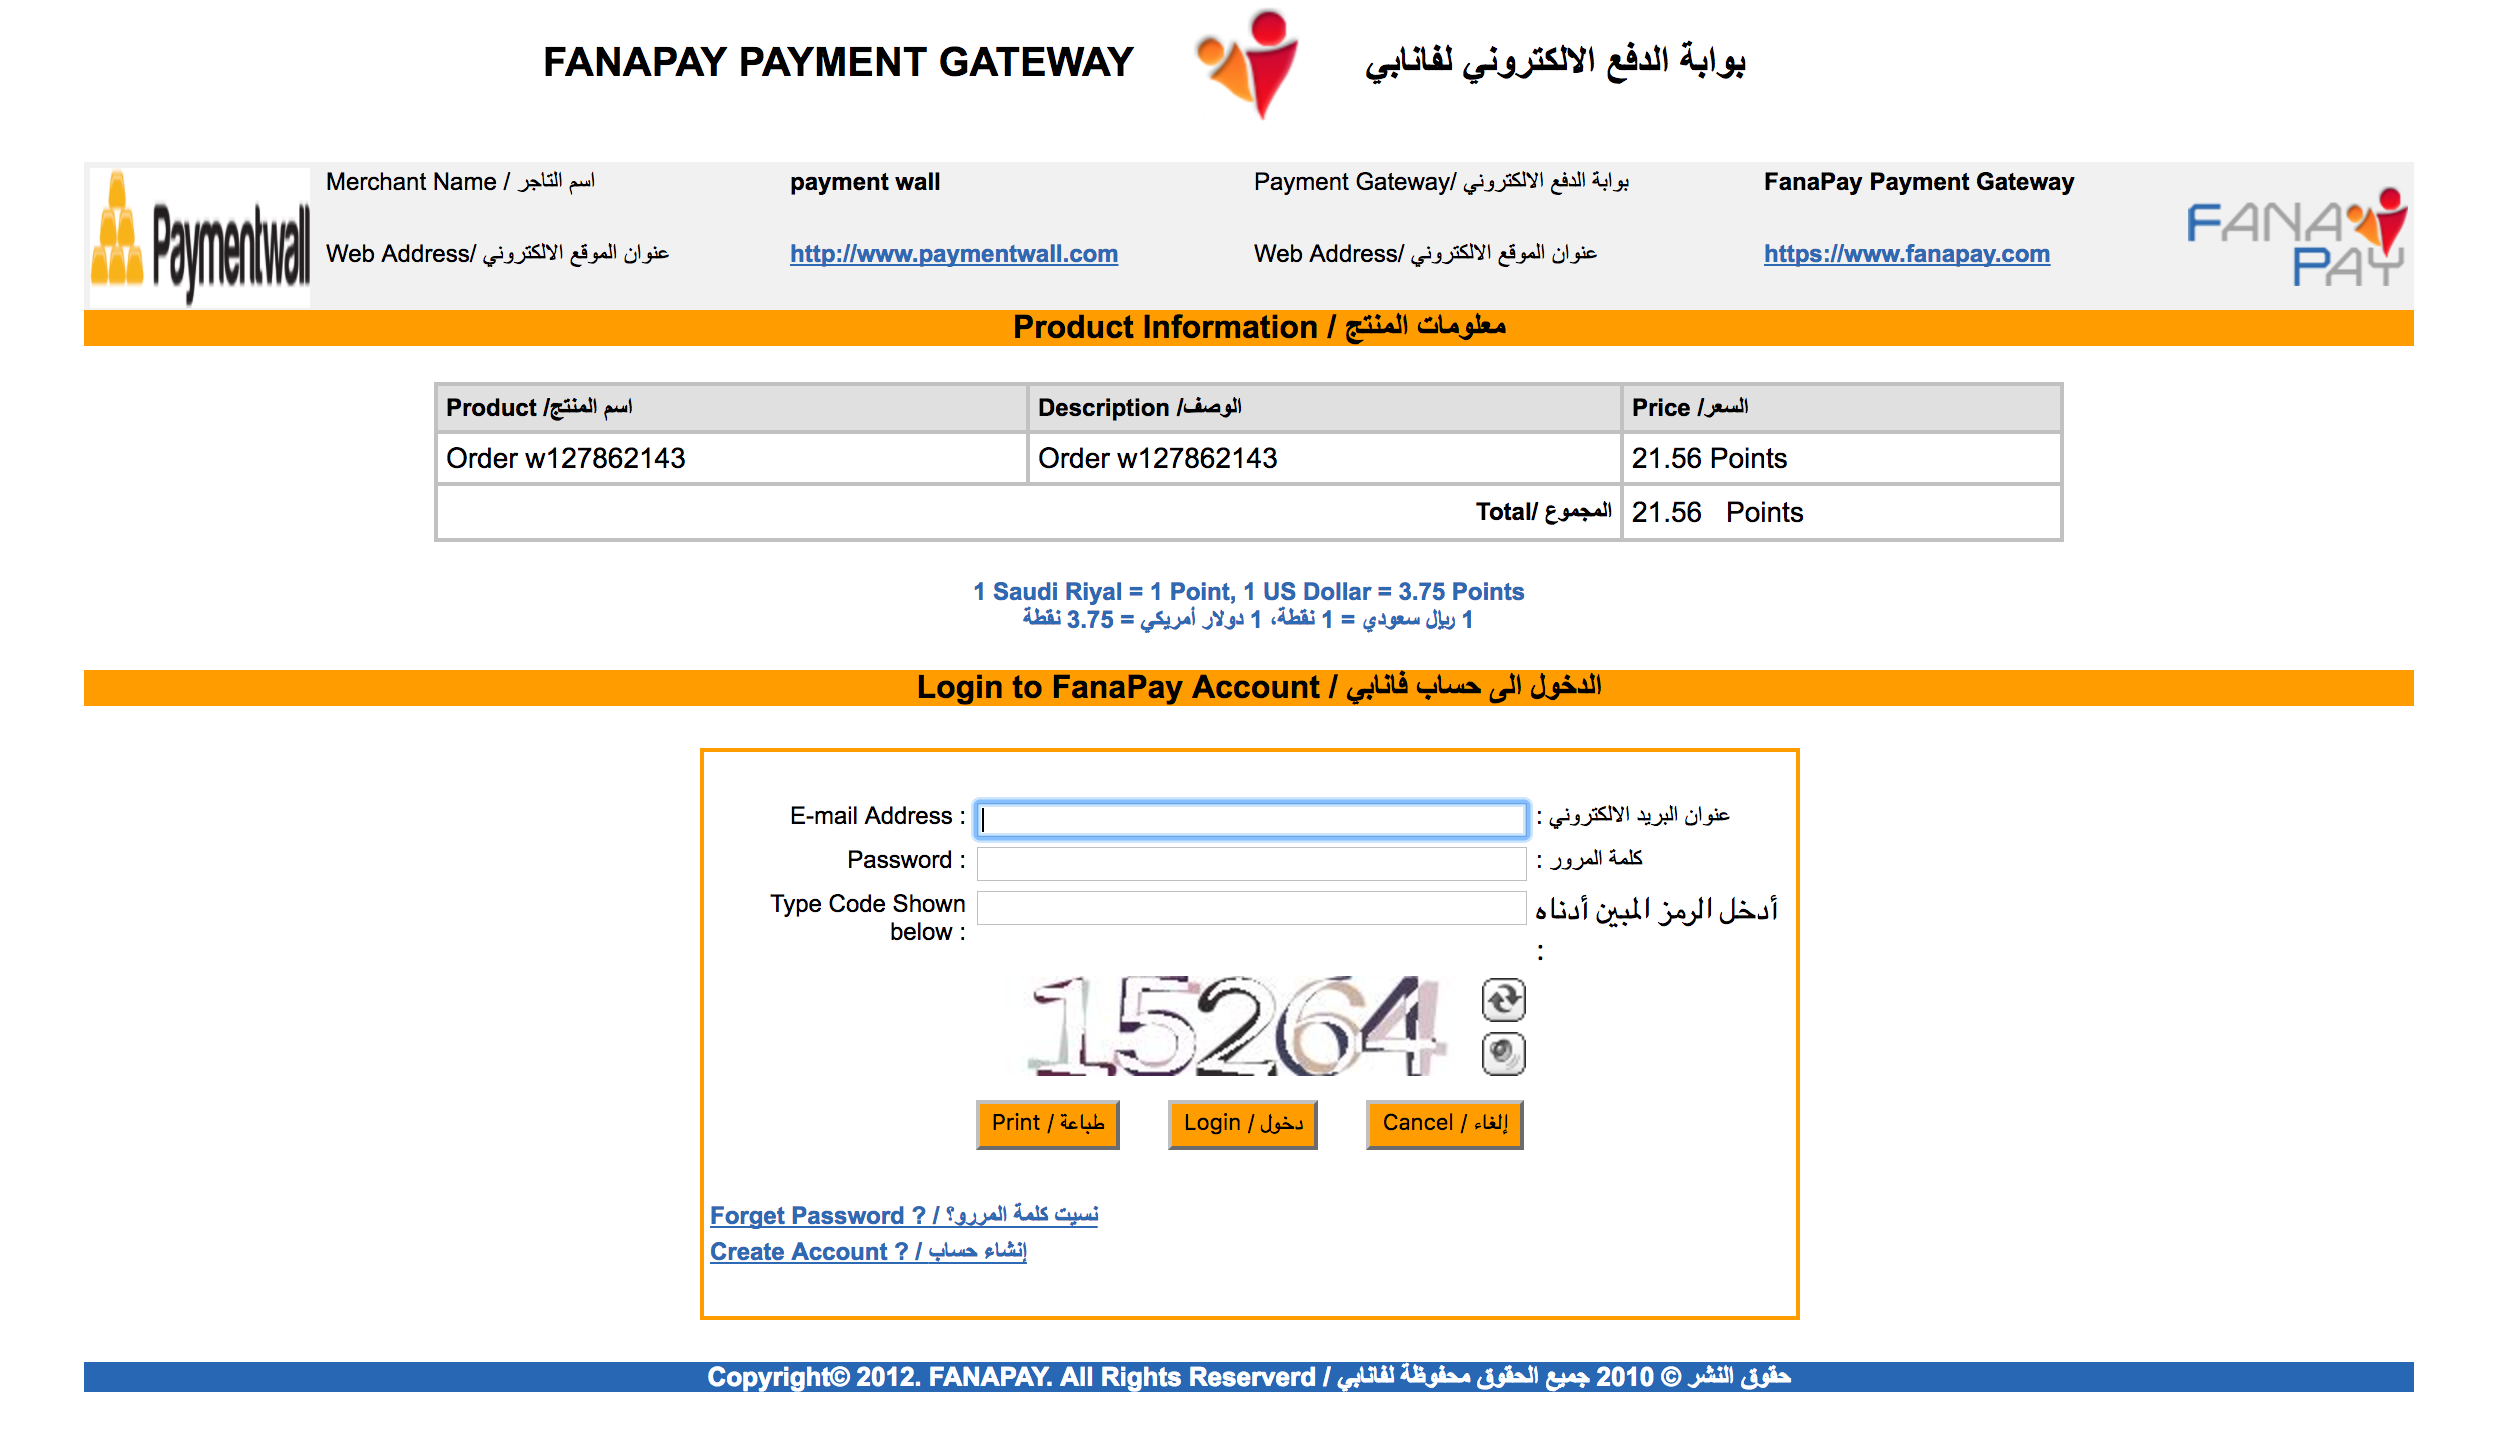 FANAPAY PAYMENT GATEWAY بوابة الدفع الالكتروني لفانابي
Paymentwall
Merchant Name / اسم التاجر payment wall Payment Gateway/ بوابة الدفع الالكتروني FanaPay Payment Gateway
FANA
PAY
Web Address/ عنوان الموقع الالكتروني http://www.paymentwall.com Web Address/ عنوان الموقع الالكتروني https://www.fanapay.com
Product Information / معلومات المنتج
Product /اسم المنتج Description /الوصف Price /السعر
Order w127862143 Order w127862143 21.56 Points
Total/ المجموع 21.56 Points
1 Saudi Riyal = 1 Point, 1 US Dollar = 3.75 Points
1 ريال سعودي = 1 نقطة، 1 دولار أمريكي = 3.75 نقطة
Login to FanaPay Account / الدخول الى حساب فانابي
E-mail Address : عنوان البريد الالكتروني :
Password : كلمة المرور :
Type Code Shown below : أدخل الرمز المبين أدناه :
15264
Print / طباعة Login / دخول Cancel / إلغاء
Forget Password ? / نسيت كلمة المررو؟
Create Account ? / إنشاء حساب
Copyright© 2012. FANAPAY. All Rights Reserverd / حقوق النشر © 2010 جميع الحقوق محفوظة لفانابي